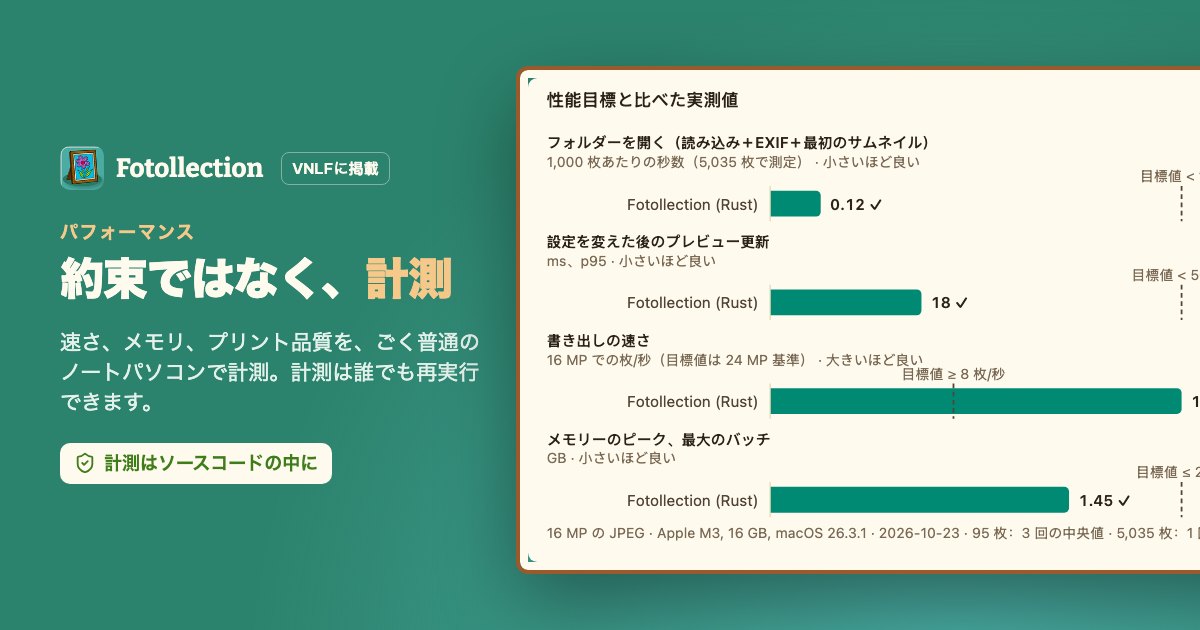 Fotollection
VNLFに掲載
パフォーマンス
約束ではなく、計測
速さ、メモリ、プリント品質を、ごく普通の
ノートパソコンで計測。計測は誰でも再実行
できます。
計測はソースコードの中に
性能目標と比べた実測値
フォルダーを開く（読み込み＋EXIF＋最初のサムネイル）
1,000 枚あたりの秒数（5,035 枚で測定） · 小さいほど良い
目標値 <
Fotollection (Rust)
0.12 ✓
設定を変えた後のプレビュー更新
ms、p95 · 小さいほど良い
目標値 < 5
Fotollection (Rust)
18 ✓
書き出しの速さ
16 MP での枚/秒（目標値は 24 MP 基準） · 大きいほど良い
目標値 ≥ 8 枚/秒
Fotollection (Rust)
1
メモリーのピーク、最大のバッチ
GB · 小さいほど良い
目標値 ≤ 2
Fotollection (Rust)
1.45 ✓
16 MP の JPEG · Apple M3, 16 GB, macOS 26.3.1 · 2026-10-23 · 95 枚：3 回の中央値 · 5,035 枚：1